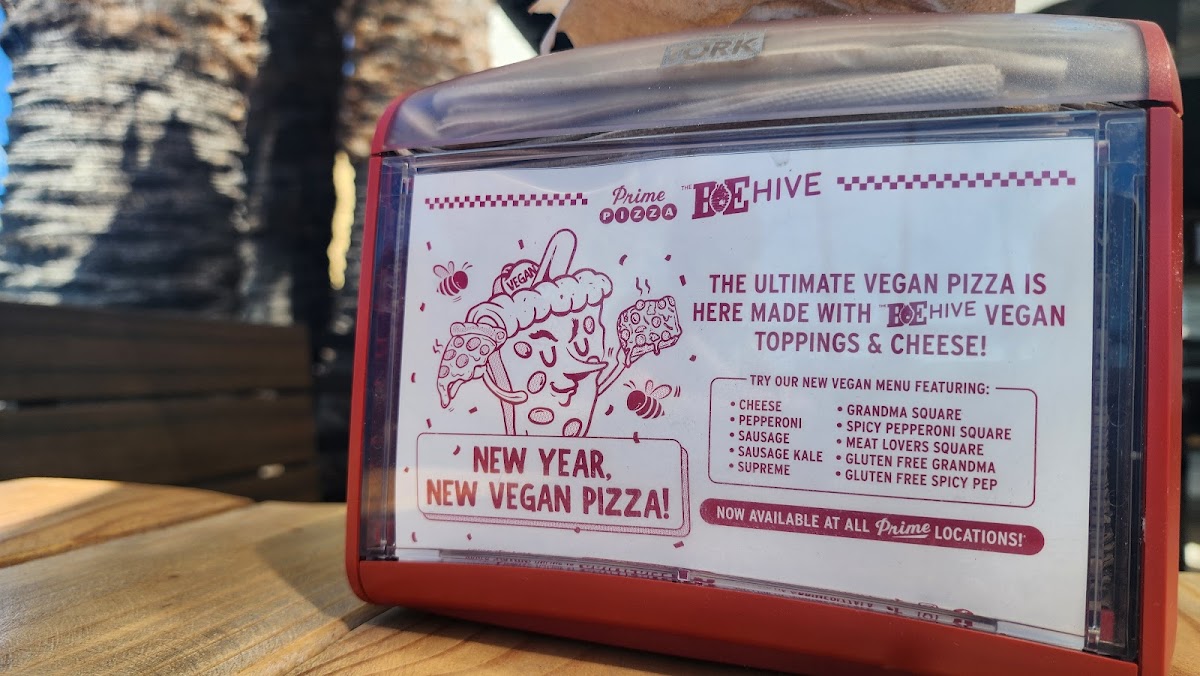 Prime
PIZZA
THE BEEHIVE
VEGAN
THE ULTIMATE VEGAN PIZZA IS
HERE MADE WITH THE BEEHIVE VEGAN
TOPPINGS & CHEESE!
TRY OUR NEW VEGAN MENU FEATURING:
• CHEESE
• PEPPERONI
• SAUSAGE
• SAUSAGE KALE
• SUPREME
• GRANDMA SQUARE
• SPICY PEPPERONI SQUARE
• MEAT LOVERS SQUARE
• GLUTEN FREE GRANDMA
• GLUTEN FREE SPICY PEP
NEW YEAR,
NEW VEGAN PIZZA!
NOW AVAILABLE AT ALL Prime LOCATIONS!*